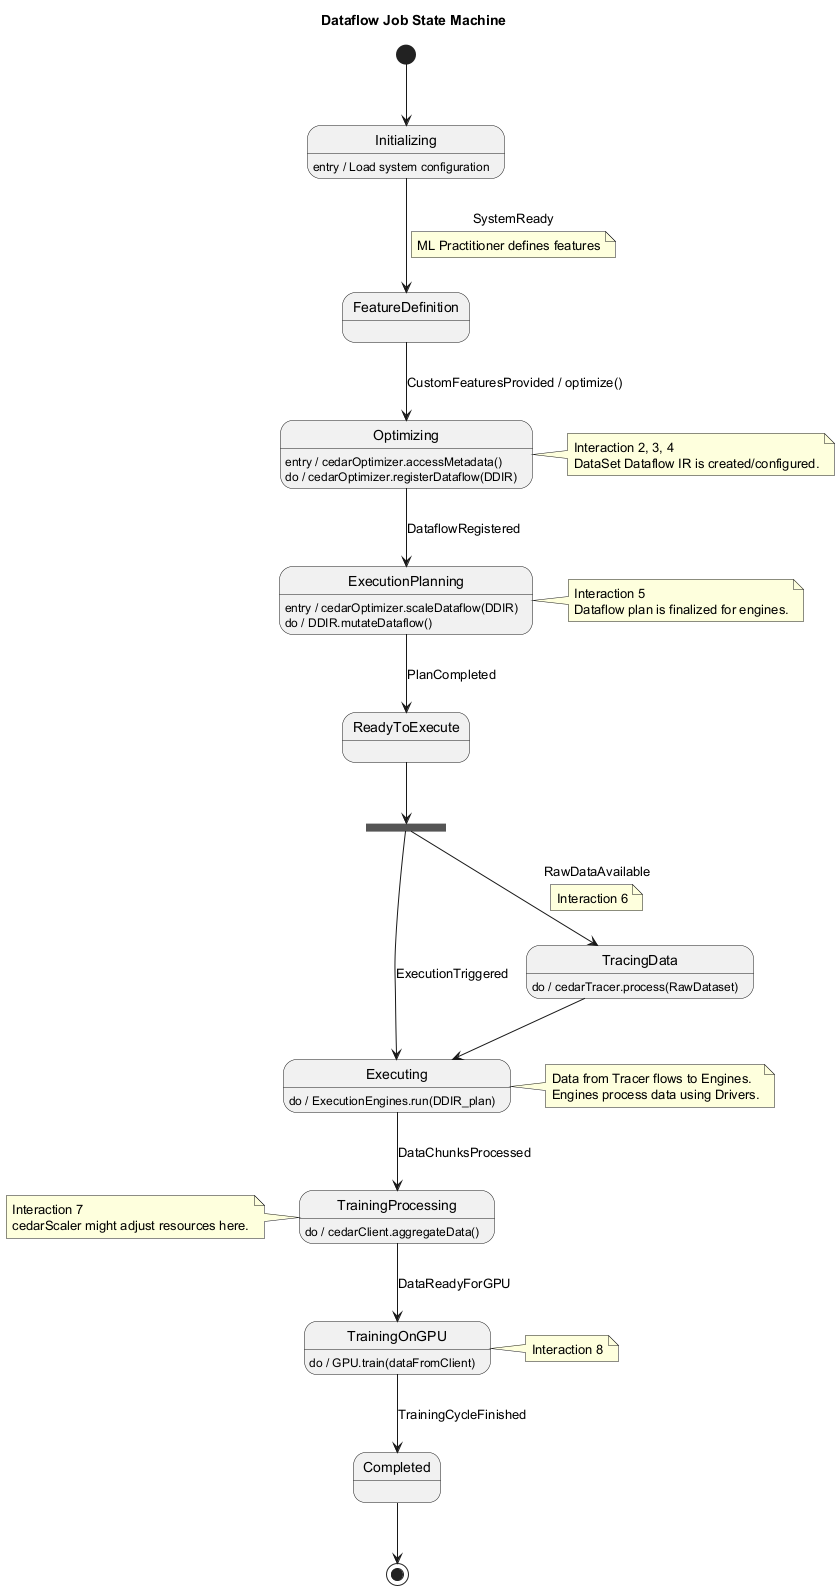 Dataflow Job State Machine
Initializing
entry / Load system configuration
SystemReady
ML Practitioner defines features
FeatureDefinition
CustomFeaturesProvided / optimize()
Optimizing
entry / cedarOptimizer.accessMetadata()
do / cedarOptimizer.registerDataflow(DDIR)
Interaction 2, 3, 4
DataSet Dataflow IR is created/configured.
DataflowRegistered
ExecutionPlanning
entry / cedarOptimizer.scaleDataflow(DDIR)
do / DDIR.mutateDataflow()
Interaction 5
Dataflow plan is finalized for engines.
PlanCompleted
ReadyToExecute
RawDataAvailable
Interaction 6
ExecutionTriggered
TracingData
do / cedarTracer.process(RawDataset)
Executing
do / ExecutionEngines.run(DDIR_plan)
Data from Tracer flows to Engines.
Engines process data using Drivers.
DataChunksProcessed
Interaction 7
cedarScaler might adjust resources here.
TrainingProcessing
do / cedarClient.aggregateData()
DataReadyForGPU
TrainingOnGPU
do / GPU.train(dataFromClient)
Interaction 8
TrainingCycleFinished
Completed